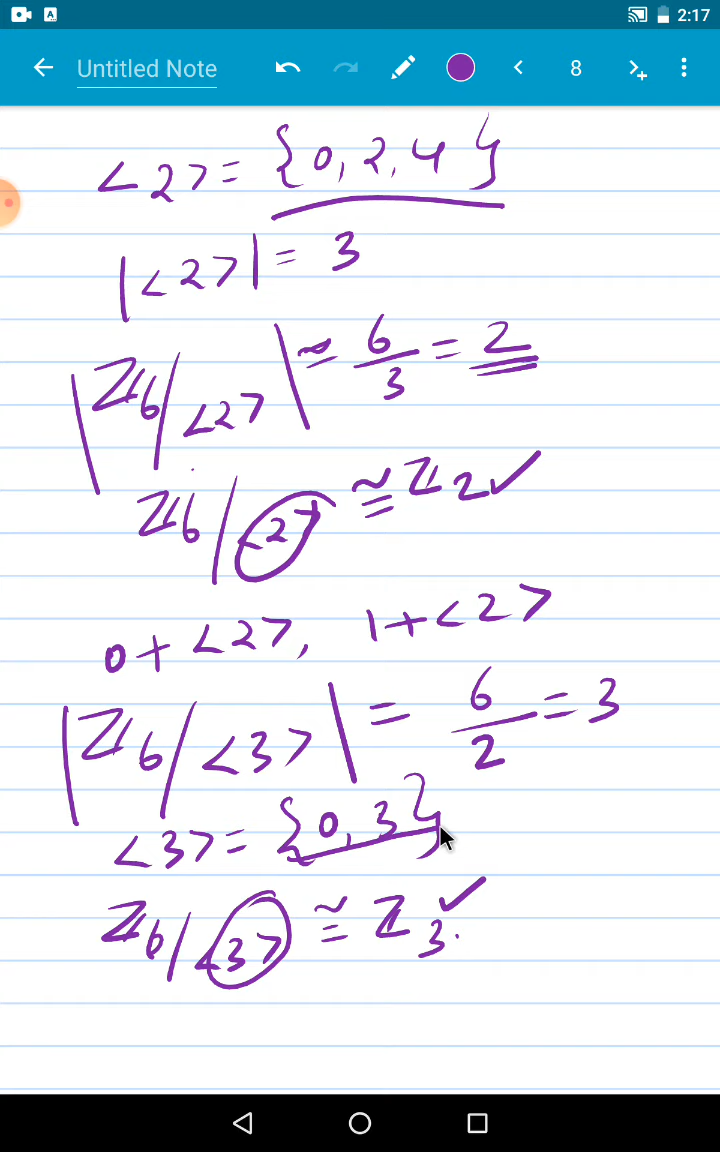 A 2:17
Untitled Note 8
<2> = {0, 2, 4}
|<2>| = 3
|ℤ6/<2>| ≃ 6/3 = 2
ℤ6/<2> ≅ ℤ2 ✓
0+<2>, 1+<2>
|ℤ6/<3>| = 6/2 = 3
<3> = {0, 3}
ℤ6/<3> ≅ ℤ3. ✓